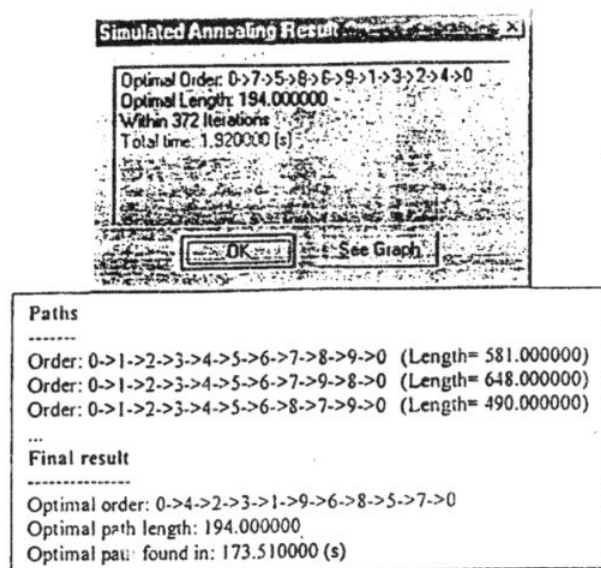 Simulated Annealing Result
Optimal Order: 0->7->5->8->6->9->1->3->2->4->0
Optimal Length: 194.000000
Within 372 Iterations
Total time: 1.920000 (s)
OK
See Graph
Paths
-------
Order: 0->1->2->3->4->5->6->7->8->9->0 (Length= 581.000000)
Order: 0->1->2->3->4->5->6->7->9->8->0 (Length= 648.000000)
Order: 0->1->2->3->4->5->6->8->7->9->0 (Length= 490.000000)
...
Final result
---------------
Optimal order: 0->4->2->3->1->9->6->8->5->7->0
Optimal path length: 194.000000
Optimal found in: 173.510000 (s)